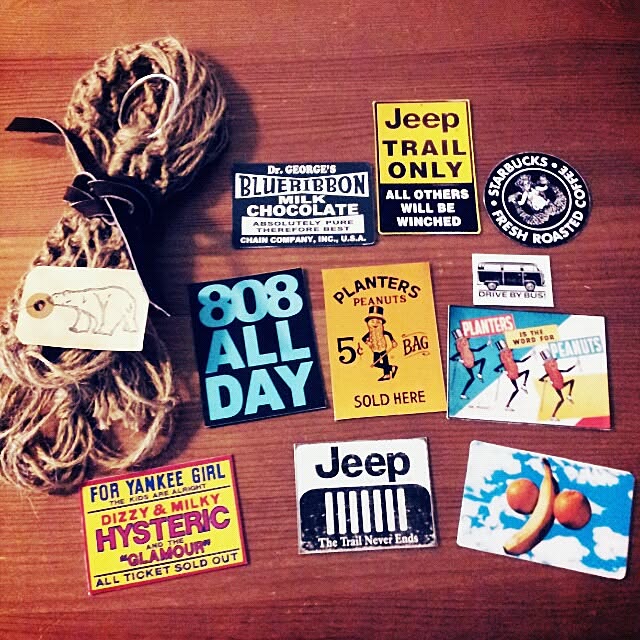 Dr. GEORGE'S
BLUERIBBON
MILK
CHOCOLATE
ABSOLUTELY PURE
THEREFORE BEST
CHAIN COMPANY, INC., U.S.A.
Jeep
TRAIL
ONLY
ALL OTHERS
WILL BE
WINCHED
STARBUCKS • COFFEE •
FRESH ROASTED
808
ALL
DAY
PLANTERS
PEANUTS
5¢ A BAG
SOLD HERE
DRIVE BY BUS!
PLANTERS
IS THE
WORD FOR
PEANUTS
FOR YANKEE GIRL
THE KIDS ARE ALRIGHT
DIZZY & MILKY
HYSTERIC
AND THE
"GLAMOUR"
ALL TICKET SOLD OUT
Jeep
The Trail Never Ends